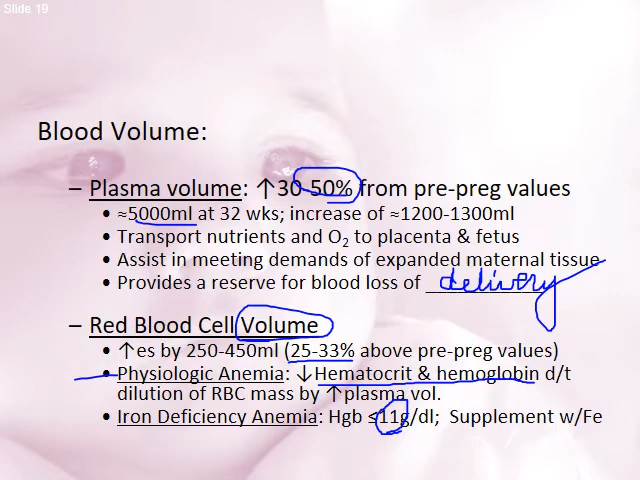 Slide 19
Blood Volume:
– Plasma volume: ↑30-50% from pre-preg values
• ≈5000ml at 32 wks; increase of ≈1200-1300ml
• Transport nutrients and O₂ to placenta & fetus
• Assist in meeting demands of expanded maternal tissue
• Provides a reserve for blood loss of delivery
– Red Blood Cell Volume
• ↑es by 250-450ml (25-33% above pre-preg values)
• Physiologic Anemia: ↓Hematocrit & hemoglobin d/t
dilution of RBC mass by ↑plasma vol.
• Iron Deficiency Anemia: Hgb ≤11g/dl; Supplement w/Fe